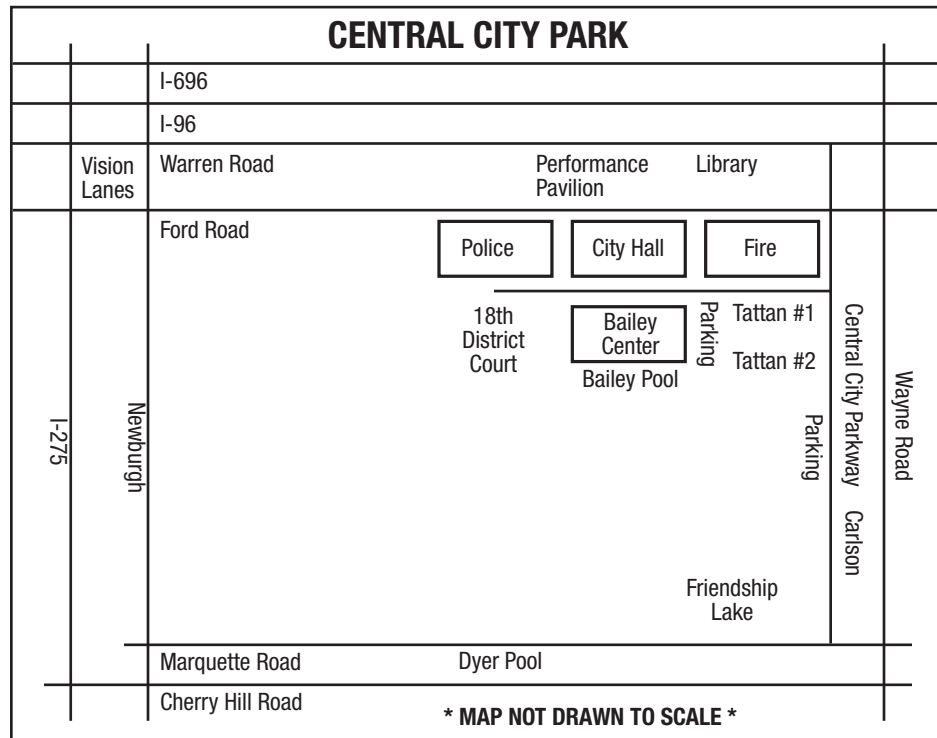 CENTRAL CITY PARK
I-696
I-96
Vision
Lanes
Warren Road
Performance
Pavilion
Library
Ford Road
Police
City Hall
Fire
18th
District
Court
Bailey
Center
Bailey Pool
Parking
Tattan #1
Tattan #2
Parking
Central City Parkway
Carlson
Wayne Road
I-275
Newburgh
Friendship
Lake
Marquette Road
Dyer Pool
Cherry Hill Road
* MAP NOT DRAWN TO SCALE *